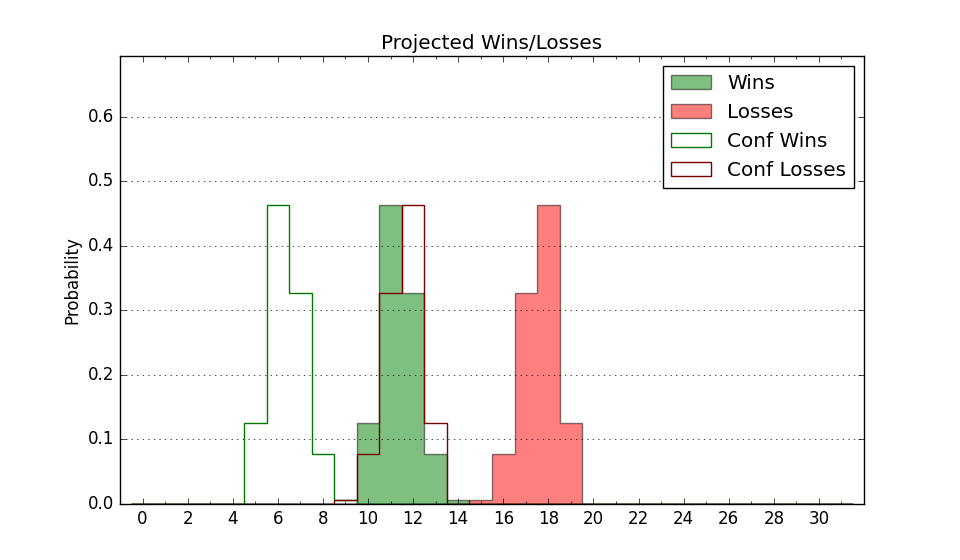 Projected Wins/Losses
Wins
Losses
Conf Wins
Conf Losses
Probability
0.6
0.5
0.4
0.3
0.2
0.1
0.0
0 2 4 6 8 10 12 14 16 18 20 22 24 26 28 30